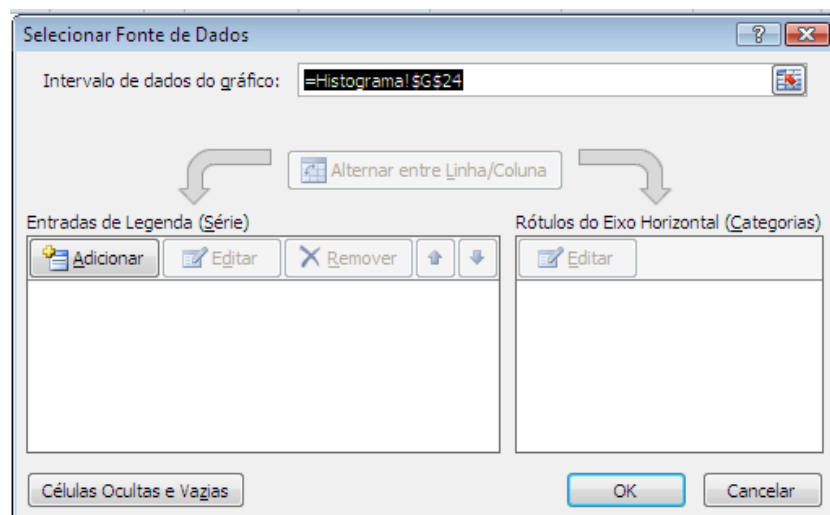 Selecionar Fonte de Dados
Intervalo de dados do gráfico: =Histograma!$G$24
Alternar entre Linha/Coluna
Entradas de Legenda (Série)
Rótulos do Eixo Horizontal (Categorias)
Adicionar Editar Remover
Editar
Células Ocultas e Vazias
OK Cancelar